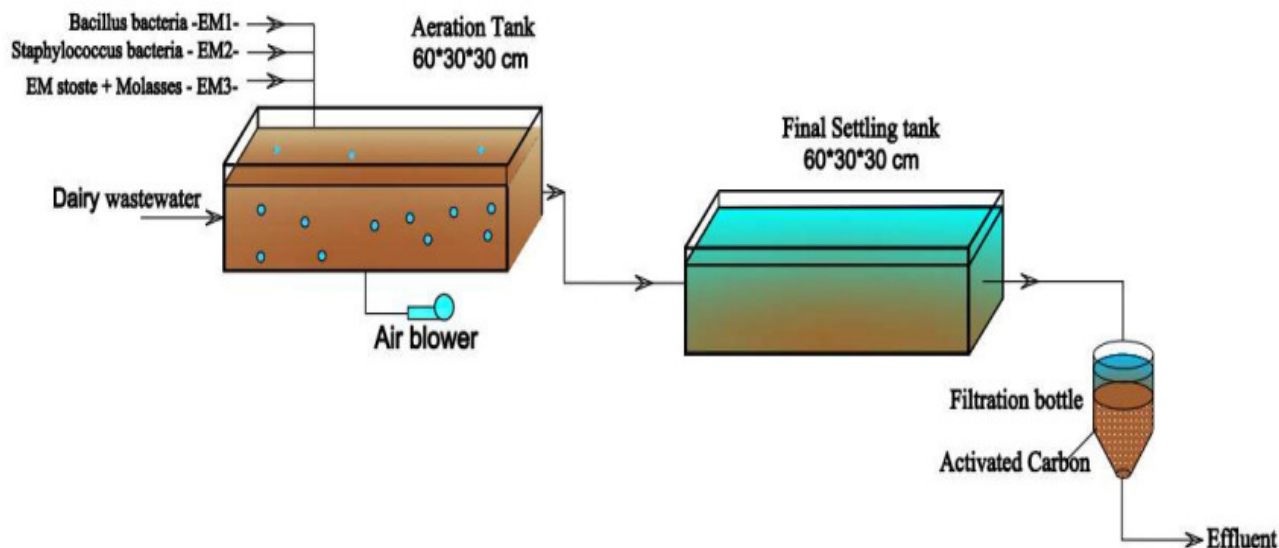 Bacillus bacteria -EM1-
Staphylococcus bacteria - EM2-
EM stoste + Molasses - EM3-
Aeration Tank
60*30*30 cm
Dairy wastewater
Air blower
Final Settling tank
60*30*30 cm
Filtration bottle
Activated Carbon
Effluent